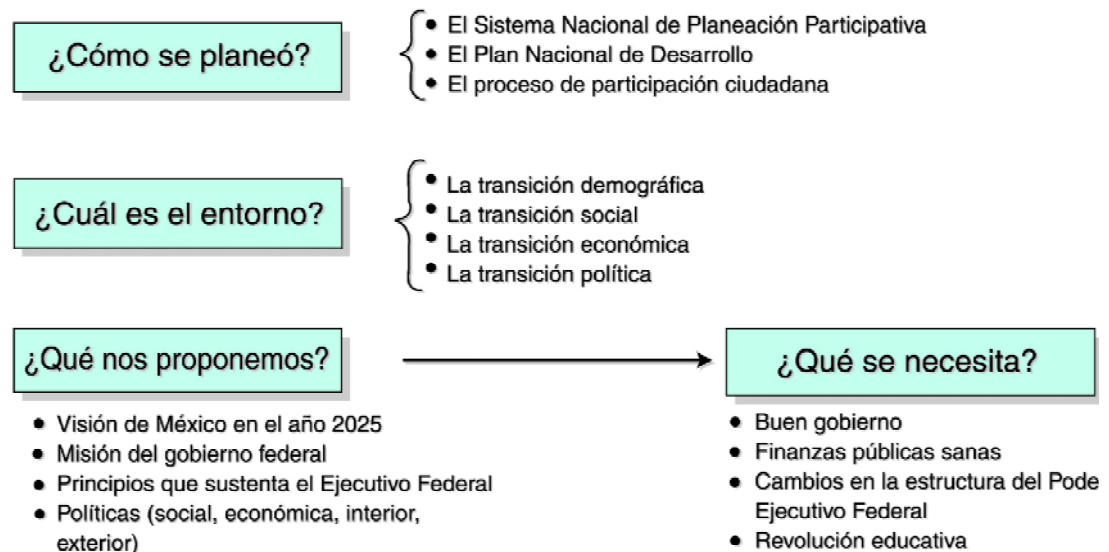 ¿Cómo se planeó?
• El Sistema Nacional de Planeación Participativa
• El Plan Nacional de Desarrollo
• El proceso de participación ciudadana
¿Cuál es el entorno?
• La transición demográfica
• La transición social
• La transición económica
• La transición política
¿Qué nos proponemos?
• Visión de México en el año 2025
• Misión del gobierno federal
• Principios que sustenta el Ejecutivo Federal
• Políticas (social, económica, interior,
exterior)
¿Qué se necesita?
• Buen gobierno
• Finanzas públicas sanas
• Cambios en la estructura del Pode
Ejecutivo Federal
• Revolución educativa